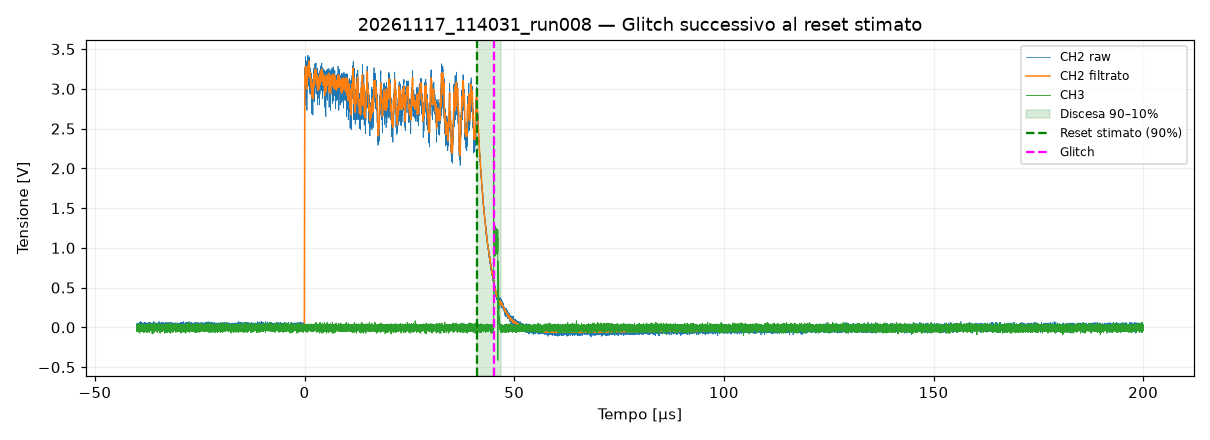 20261117_114031_run008 — Glitch successivo al reset stimato
Tensione [V]
3.5
3.0
2.5
2.0
1.5
1.0
0.5
0.0
−0.5
CH2 raw
CH2 filtrato
CH3
Discesa 90–10%
Reset stimato (90%)
Glitch
−50
0
50
100
150
200
Tempo [µs]